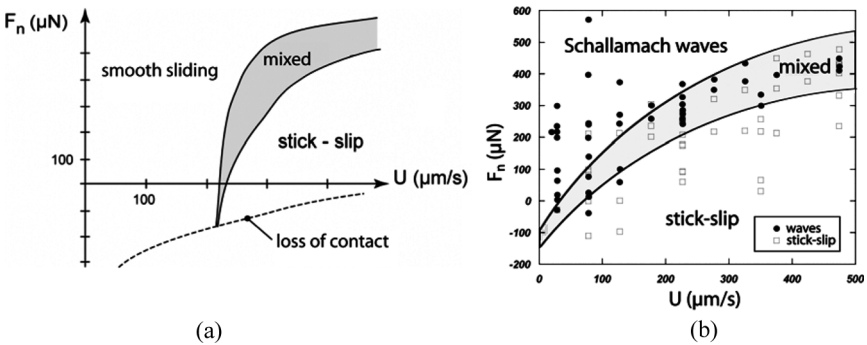 Fn (µN)
smooth sliding
mixed
stick - slip
100
100
U (µm/s)
loss of contact
(a)
600
500
400
300
200
100
0
-100
-200
Fn (µN)
Schallamach waves
mixed
stick-slip
waves
stick-slip
0
100
200
300
400
500
U (µm/s)
(b)